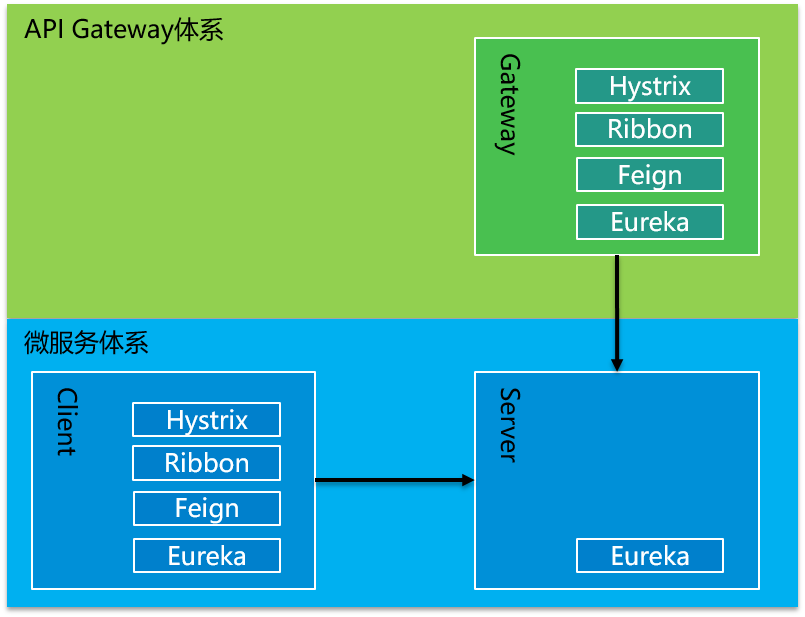 API Gateway体系
Gateway
Hystrix
Ribbon
Feign
Eureka
微服务体系
Client
Hystrix
Ribbon
Feign
Eureka
Server
Eureka